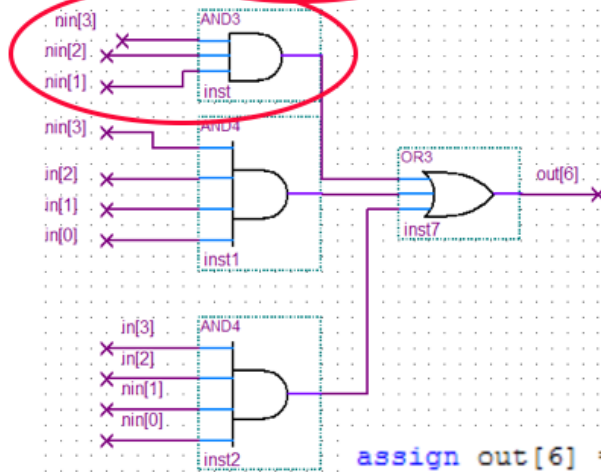 nin[3]
AND3
nin[2]
nin[1]
inst
nin[3]
AND4
in[2]
in[1]
in[0]
inst1
OR3
out[6]
inst7
in[3]
AND4
in[2]
nin[1]
nin[0]
inst2
assign out[6] =